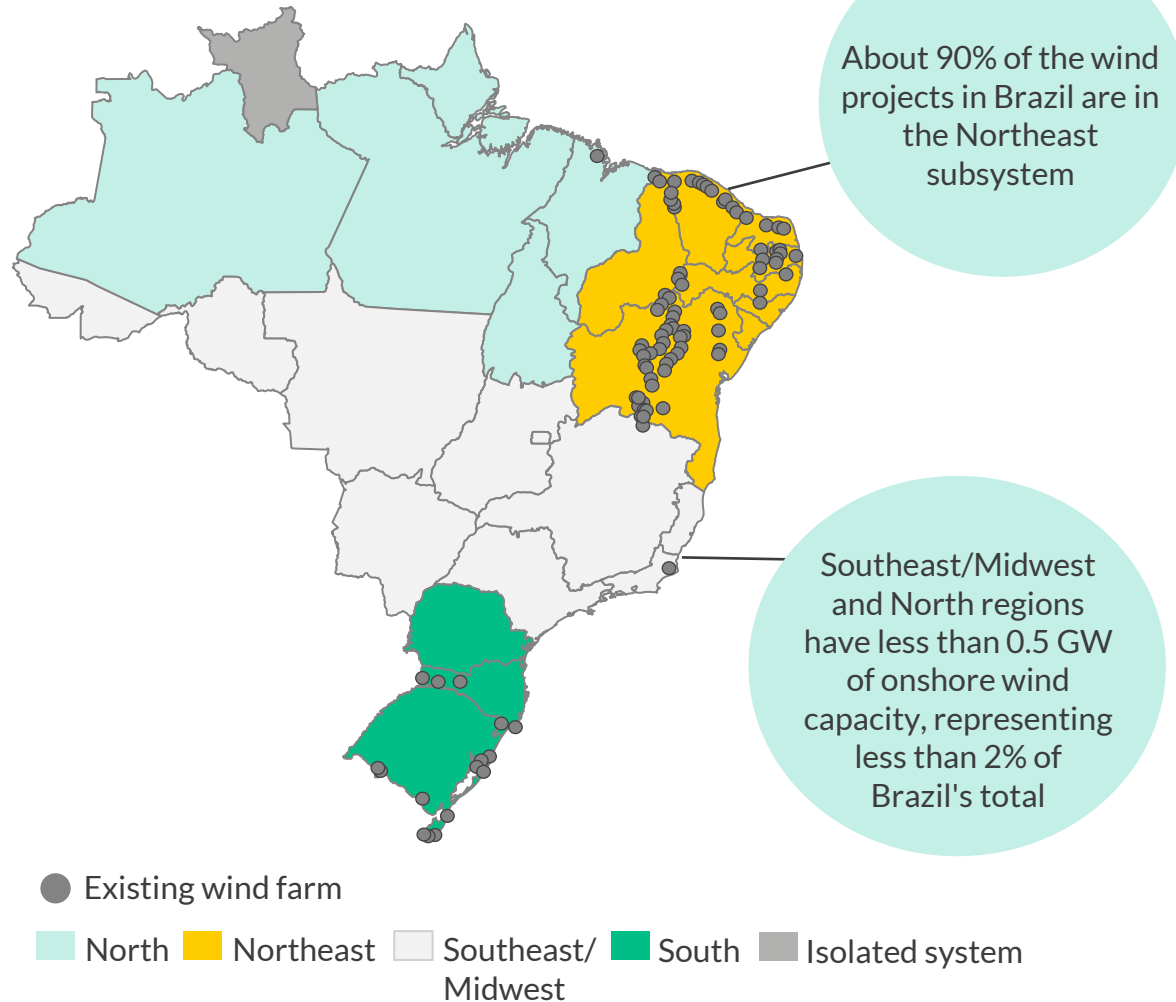 About 90% of the wind
projects in Brazil are in
the Northeast
subsystem
Southeast/Midwest
and North regions
have less than 0.5 GW
of onshore wind
capacity, representing
less than 2% of
Brazil's total
Existing wind farm
North
Northeast
Southeast/
Midwest
South
Isolated system